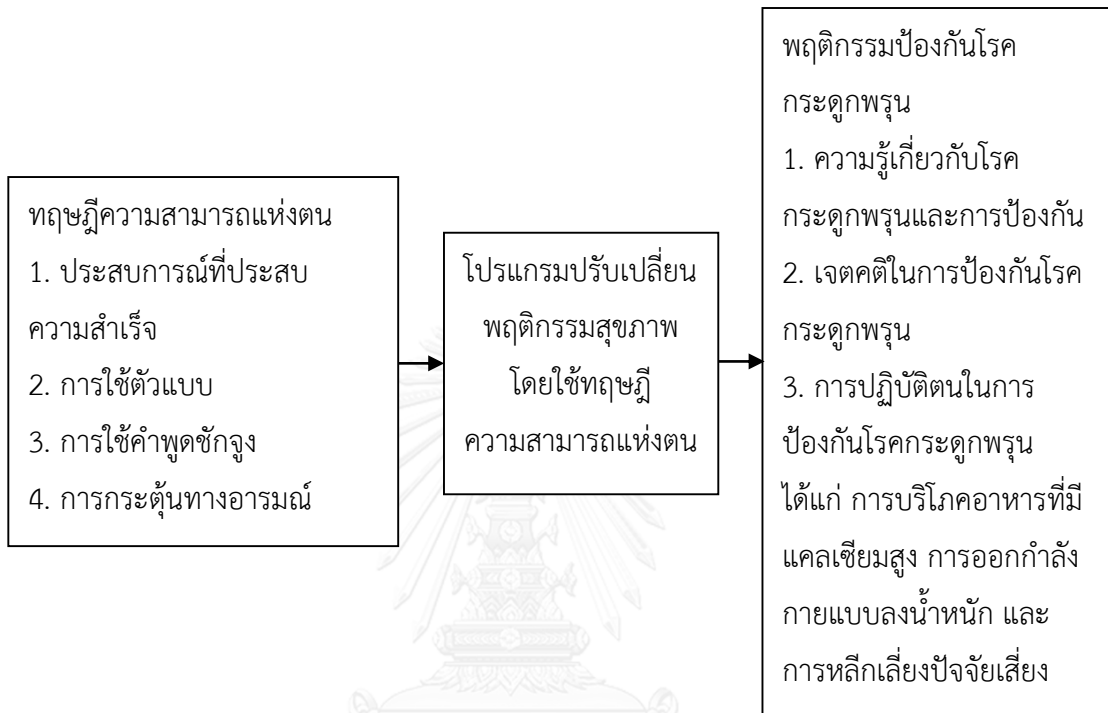 ทฤษฎีความสามารถแห่งตน
1. ประสบการณ์ที่ประสบ
ความสำเร็จ
2. การใช้ตัวแบบ
3. การใช้คำพูดชักจูง
4. การกระตุ้นทางอารมณ์
โปรแกรมปรับเปลี่ยน
พฤติกรรมสุขภาพ
โดยใช้ทฤษฎี
ความสามารถแห่งตน
พฤติกรรมป้องกันโรค
กระดูกพรุน
1. ความรู้เกี่ยวกับโรค
กระดูกพรุนและการป้องกัน
2. เจตคติในการป้องกันโรค
กระดูกพรุน
3. การปฏิบัติตนในการ
ป้องกันโรคกระดูกพรุน
ได้แก่ การบริโภคอาหารที่มี
แคลเซียมสูง การออกกำลัง
กายแบบลงน้ำหนัก และ
การหลีกเลี่ยงปัจจัยเสี่ยง